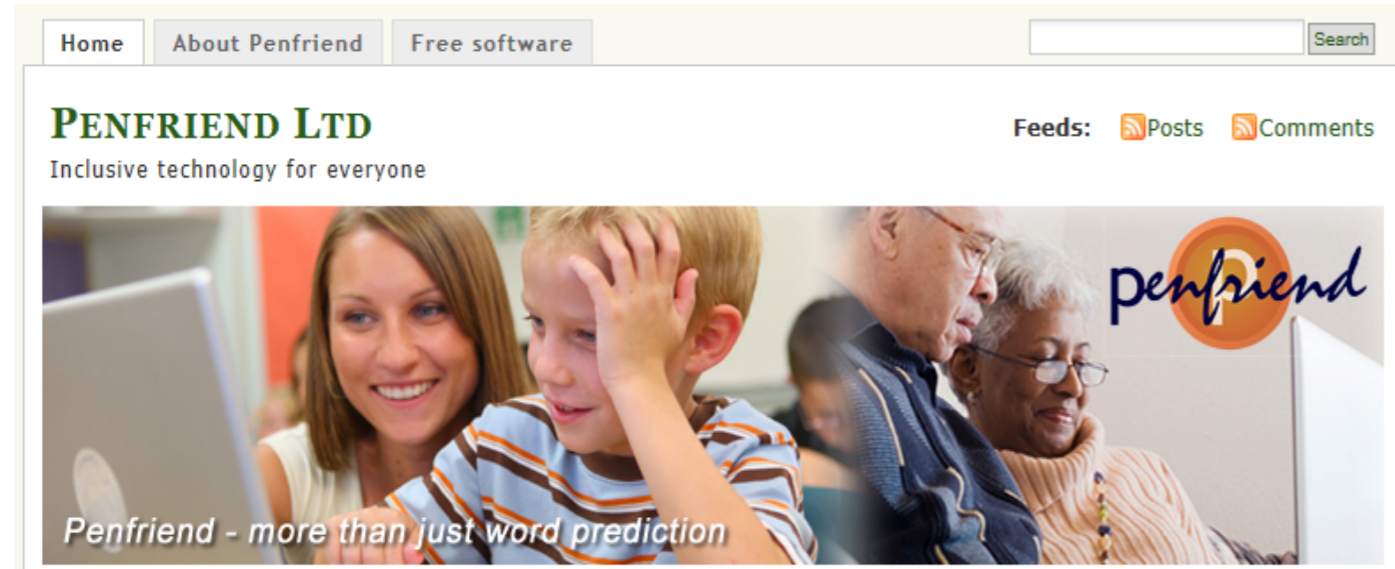 Home About Penfriend Free software Search
PENFRIEND LTD
Feeds: Posts Comments
Inclusive technology for everyone
penfriend
Penfriend - more than just word prediction